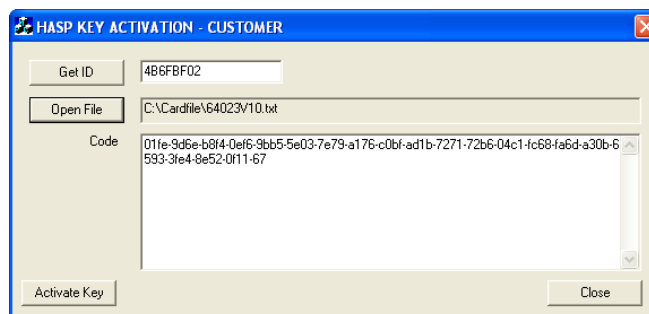 HASP KEY ACTIVATION - CUSTOMER
Get ID
4B6FBF02
Open File
C:\Cardfile\64023V10.txt
Code
01fe-9d6e-b8f4-0ef6-9bb5-5e03-7e79-a176-c0bf-ad1b-7271-72b6-04c1-fc68-fa6d-a30b-6
593-3fe4-8e52-0f11-67
Activate Key
Close